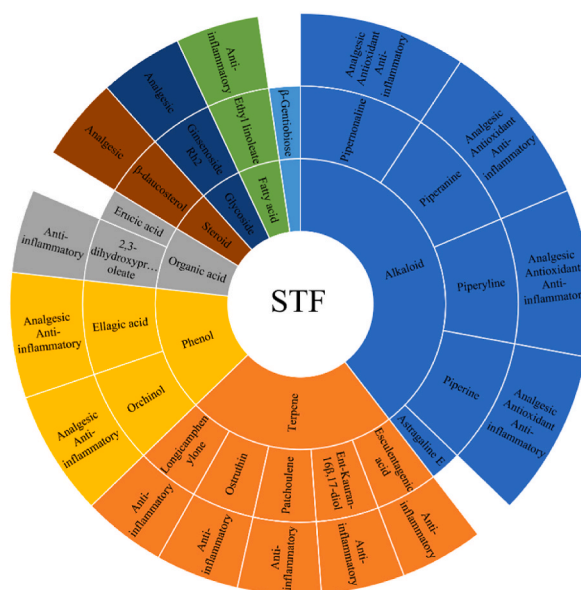 STF
Alkaloid
Pipermonaline
Analgesic
Antioxidant
Anti-
inflammatory
Piperanine
Analgesic
Antioxidant
Anti-
inflammatory
Piperyline
Analgesic
Antioxidant
Anti-
inflammatory
Piperine
Analgesic
Antioxidant
Anti-
inflammatory
Astragaline E
Terpene
Esculentagenic
acid
Anti-
inflammatory
Ent-Kauran-
16β,17-diol
Anti-
inflammatory
Patchoulene
Anti-
inflammatory
Ostruthin
Anti-
inflammatory
Longicamphen
ylone
Anti-
inflammatory
Phenol
Orchinol
Analgesic
Anti-
inflammatory
Ellagic acid
Analgesic
Anti-
inflammatory
Organic acid
2,3-
dihydroxypr…
oleate
Anti-
inflammatory
Erucic acid
Steroid
β-daucosterol
Analgesic
Glycoside
Ginsenoside
Rh2
Analgesic
Fatty acid
Ethyl linoleate
Anti-
inflammatory
β-Gentiobiose